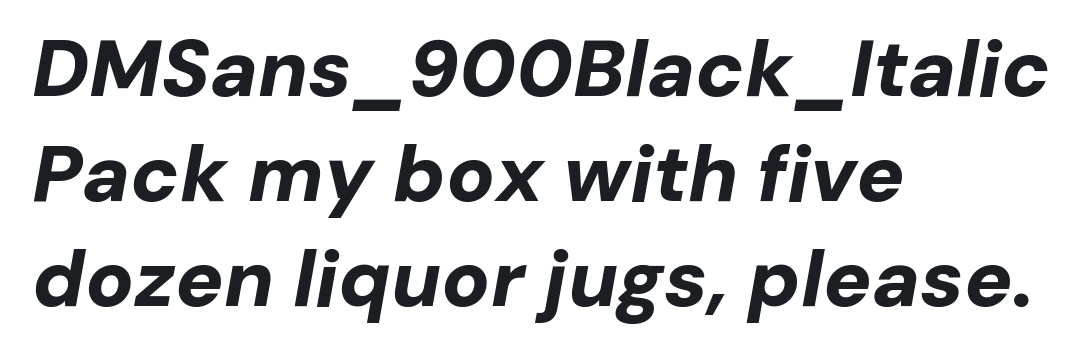 DMSans_900Black_Italic
Pack my box with five
dozen liquor jugs, please.